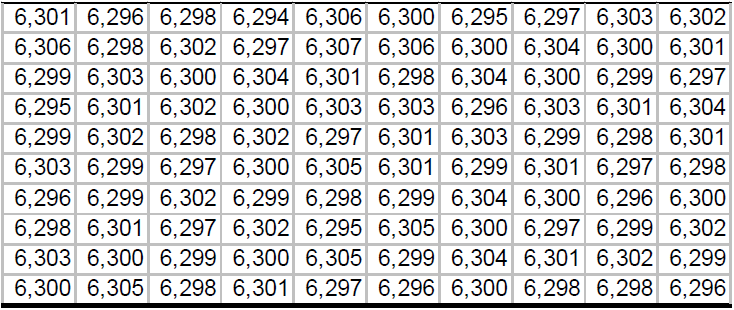 6,301 6,296 6,298 6,294 6,306 6,300 6,295 6,297 6,303 6,302
6,306 6,298 6,302 6,297 6,307 6,306 6,300 6,304 6,300 6,301
6,299 6,303 6,300 6,304 6,301 6,298 6,304 6,300 6,299 6,297
6,295 6,301 6,302 6,300 6,303 6,303 6,296 6,303 6,301 6,304
6,299 6,302 6,298 6,302 6,297 6,301 6,303 6,299 6,298 6,301
6,303 6,299 6,297 6,300 6,305 6,301 6,299 6,301 6,297 6,298
6,296 6,299 6,302 6,299 6,298 6,299 6,304 6,300 6,296 6,300
6,298 6,301 6,297 6,302 6,295 6,305 6,300 6,297 6,299 6,302
6,303 6,300 6,299 6,300 6,305 6,299 6,304 6,301 6,302 6,299
6,300 6,305 6,298 6,301 6,297 6,296 6,300 6,298 6,298 6,296